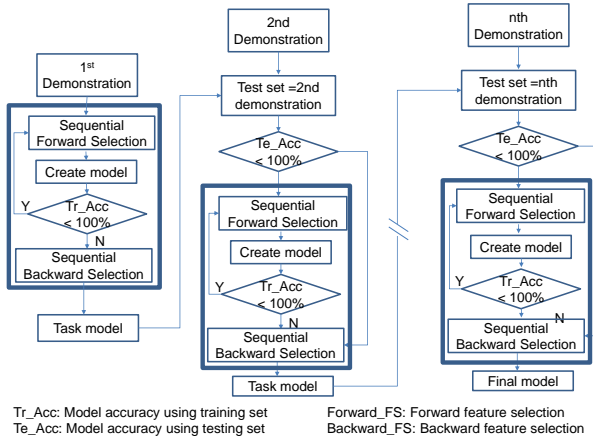 1st
Demonstration
Sequential
Forward Selection
Create model
Tr_Acc
< 100%
Y
N
Sequential
Backward Selection
Task model
2nd
Demonstration
Test set =2nd
demonstration
Te_Acc
< 100%
Sequential
Forward Selection
Create model
Tr_Acc
< 100%
Y
N
Sequential
Backward Selection
Task model
nth
Demonstration
Test set =nth
demonstration
Te_Acc
< 100%
Sequential
Forward Selection
Create model
Tr_Acc
< 100%
Y
N
Sequential
Backward Selection
Final model
Tr_Acc: Model accuracy using training set
Te_Acc: Model accuracy using testing set
Forward_FS: Forward feature selection
Backward_FS: Backward feature selection